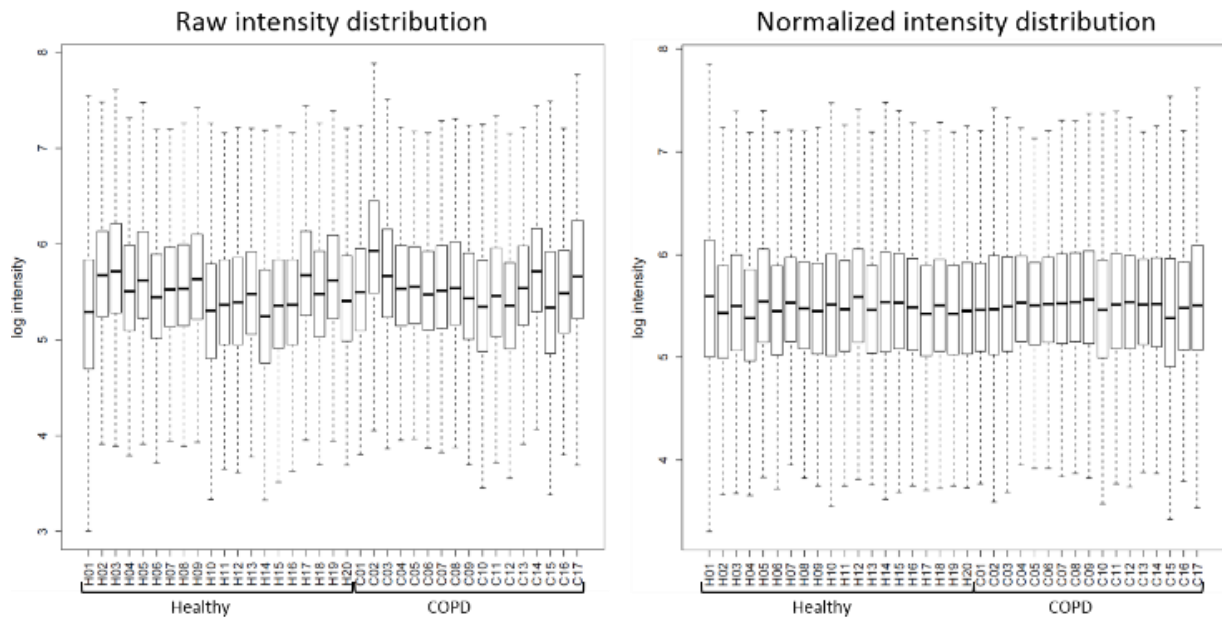 Raw intensity distribution
log intensity
8
7
6
5
4
3
H01 H02 H03 H04 H05 H06 H07 H08 H09 H10 H11 H12 H13 H14 H15 H16 H17 H18 H19 H20 C01 C02 C03 C04 C05 C06 C07 C08 C09 C10 C11 C12 C13 C14 C15 C16 C17
Healthy COPD
Normalized intensity distribution
log intensity
8
7
6
5
4
H01 H02 H03 H04 H05 H06 H07 H08 H09 H10 H11 H12 H13 H14 H15 H16 H17 H18 H19 H20 C01 C02 C03 C04 C05 C06 C07 C08 C09 C10 C11 C12 C13 C14 C15 C16 C17
Healthy COPD